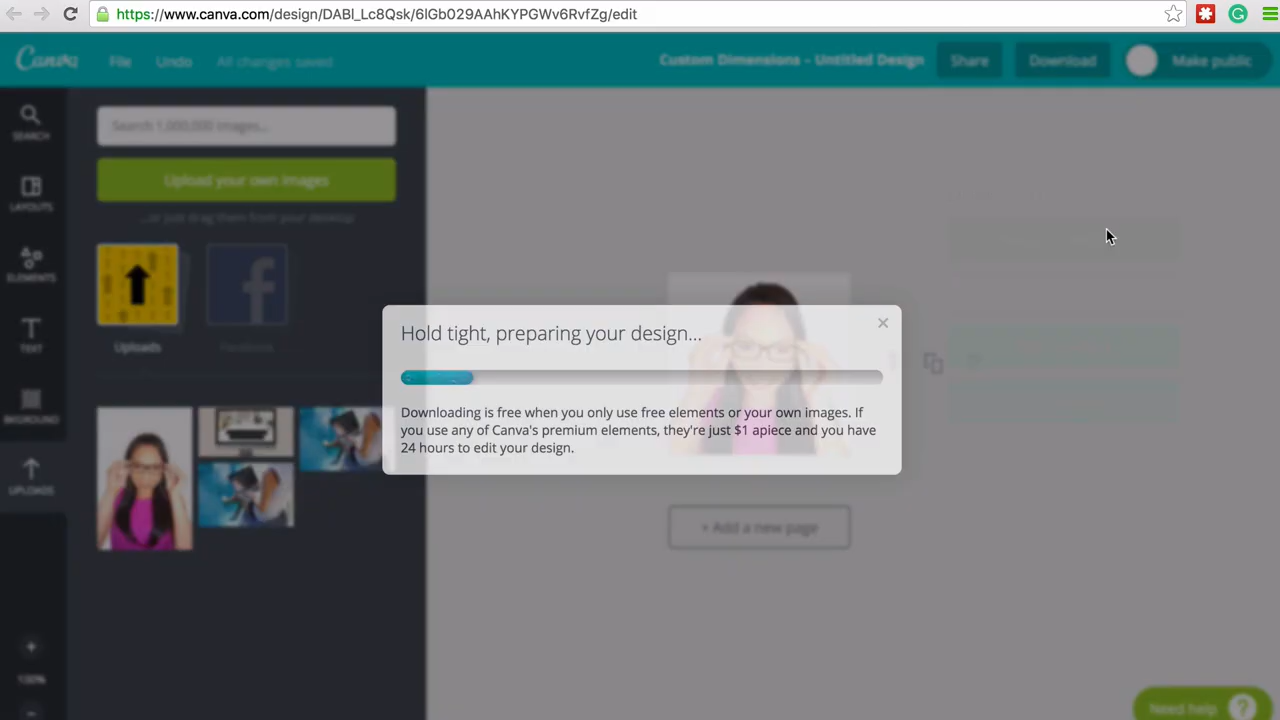 https://www.canva.com/design/DABl_Lc8Qsk/6lGb029AAhKYPGWv6RvfZg/edit
Canva
File
Undo
All changes saved
Custom Dimensions - Untitled Design
Share
Download
Make public
SEARCH
LAYOUTS
ELEMENTS
TEXT
BKGROUND
UPLOADS
+
100%
-
Search 1,000,000 images...
Upload your own images
...or just drag them from your desktop
Uploads
Facebook
Hold tight, preparing your design...
Downloading is free when you only use free elements or your own images. If
you use any of Canva's premium elements, they're just $1 apiece and you have
24 hours to edit your design.
+ Add a new page
Need help ?